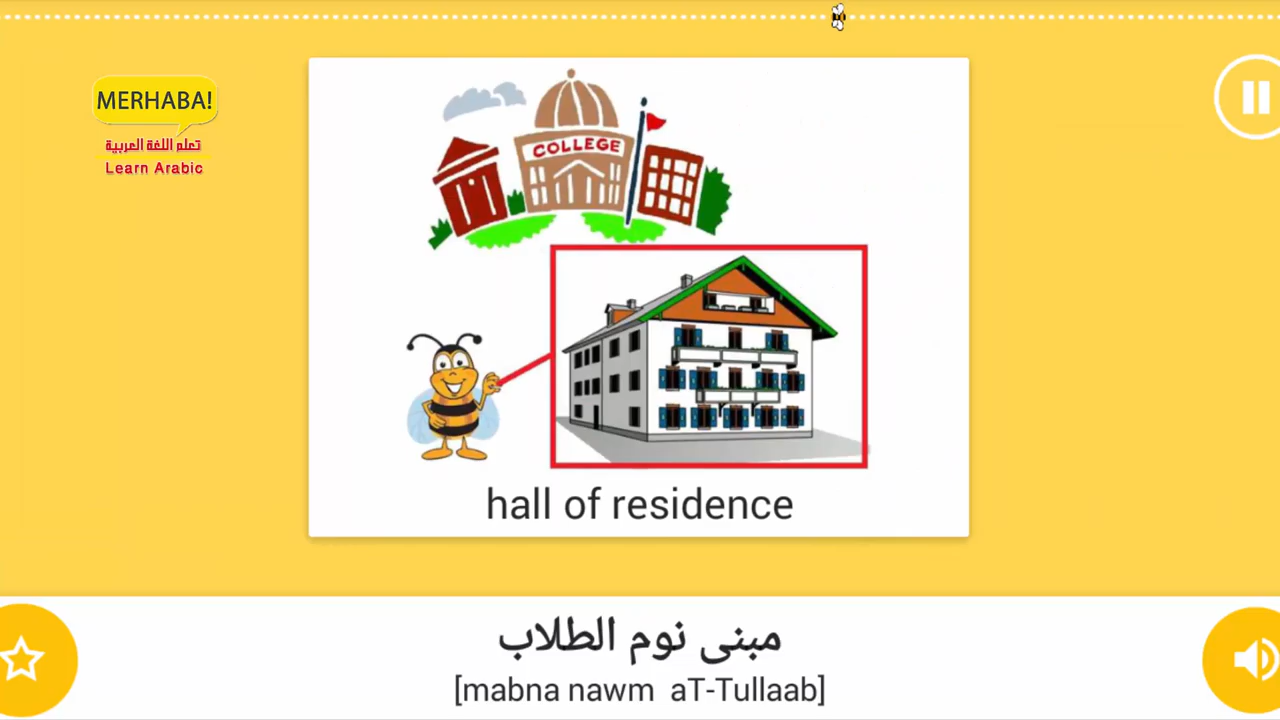 MERHABA!
تعلم اللغة العربية
Learn Arabic
COLLEGE
hall of residence
مبنى نوم الطلاب
[mabna nawm aT-Tullaab]